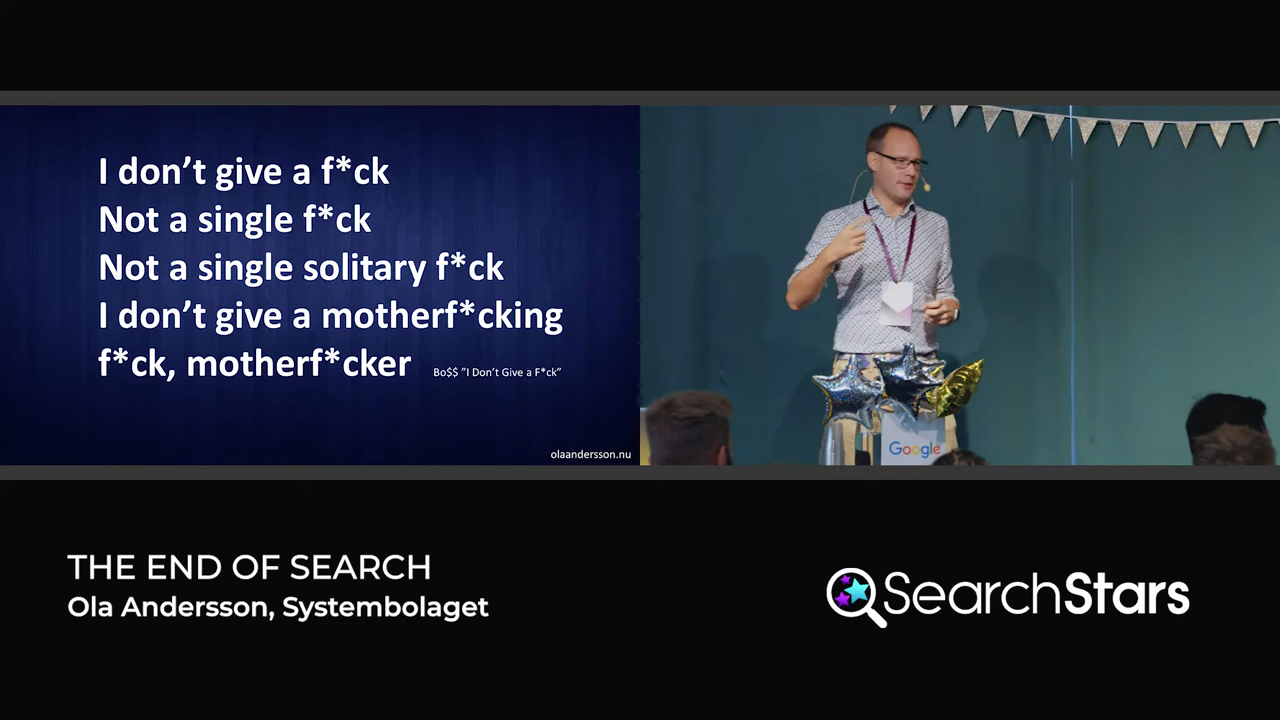 I don’t give a f*ck
Not a single f*ck
Not a single solitary f*ck
I don’t give a motherf*cking
f*ck, motherf*cker Bo$$ ”I Don’t Give a F*ck”
olaandersson.nu
Google
THE END OF SEARCH
Ola Andersson, Systembolaget
SearchStars